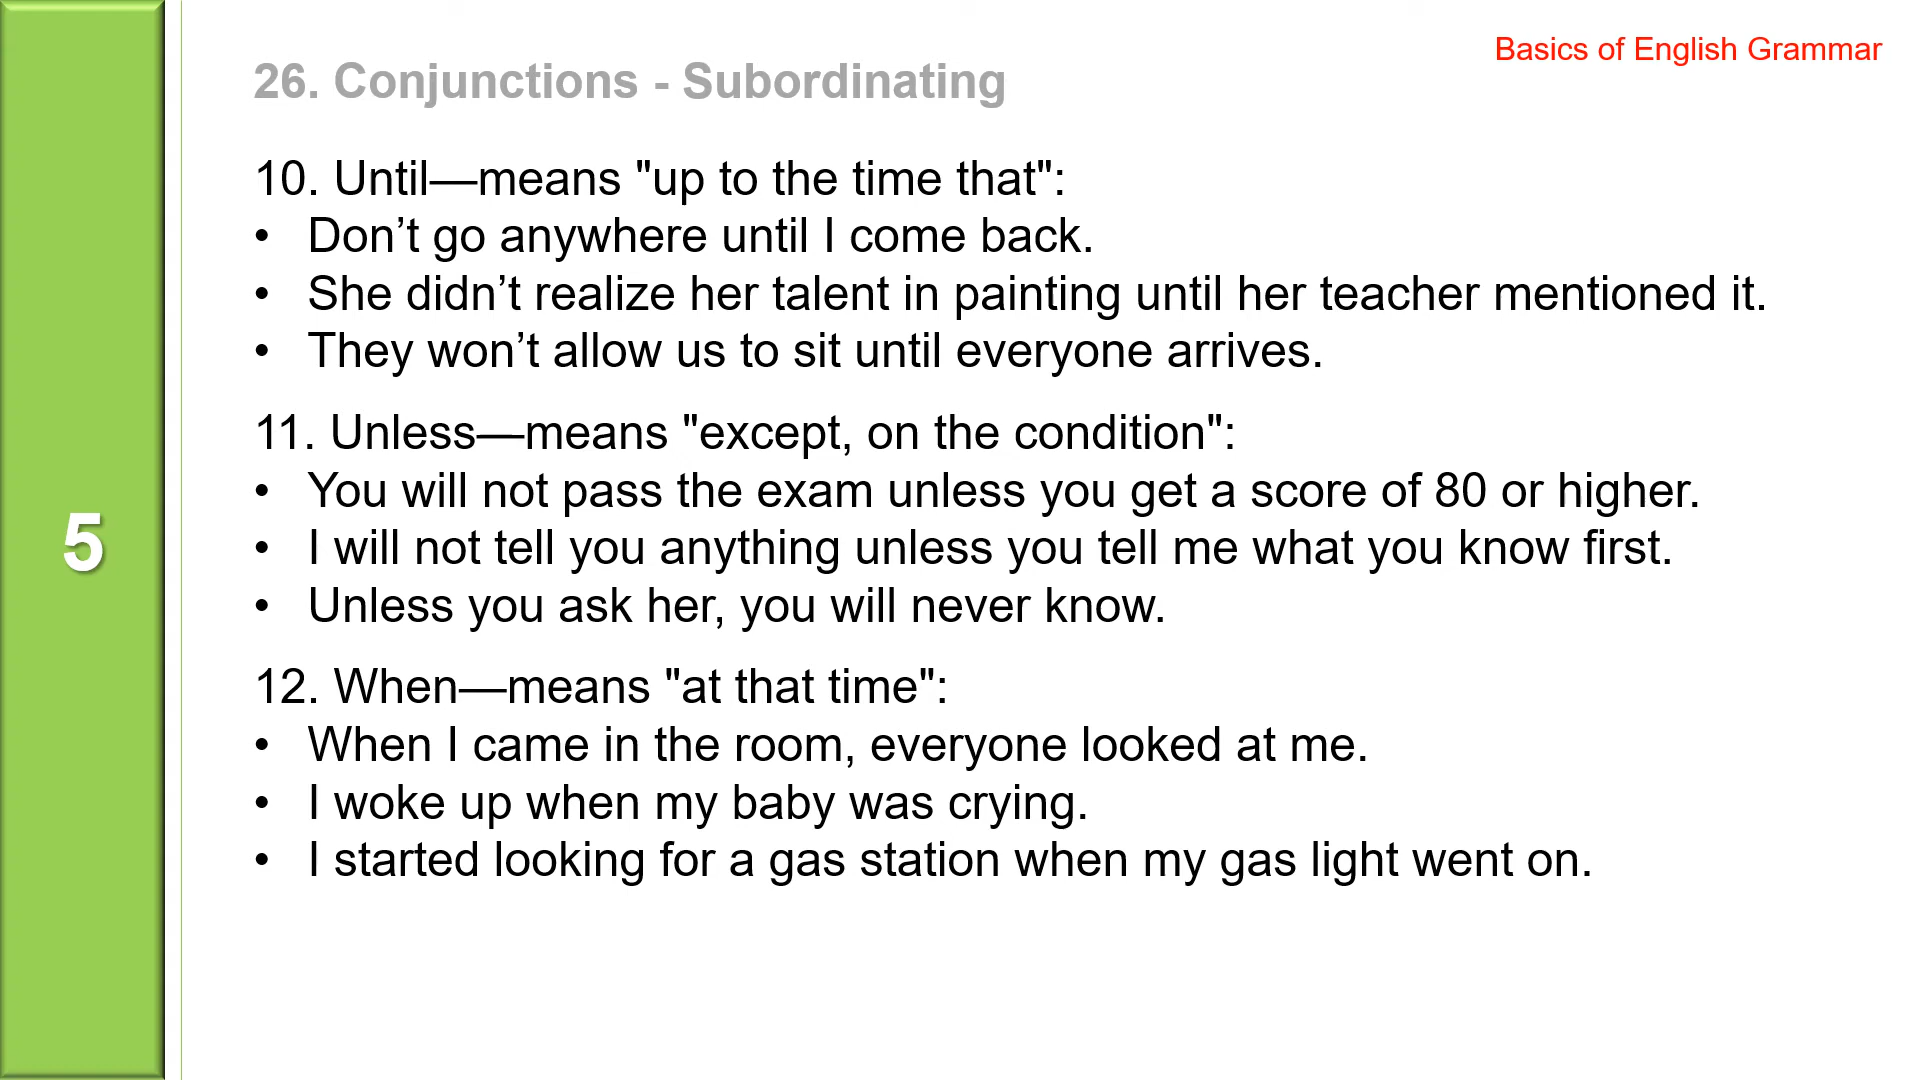 Basics of English Grammar
26. Conjunctions - Subordinating
10. Until—means "up to the time that":
• Don’t go anywhere until I come back.
• She didn’t realize her talent in painting until her teacher mentioned it.
• They won’t allow us to sit until everyone arrives.
11. Unless—means "except, on the condition":
• You will not pass the exam unless you get a score of 80 or higher.
• I will not tell you anything unless you tell me what you know first.
• Unless you ask her, you will never know.
12. When—means "at that time":
• When I came in the room, everyone looked at me.
• I woke up when my baby was crying.
• I started looking for a gas station when my gas light went on.
5